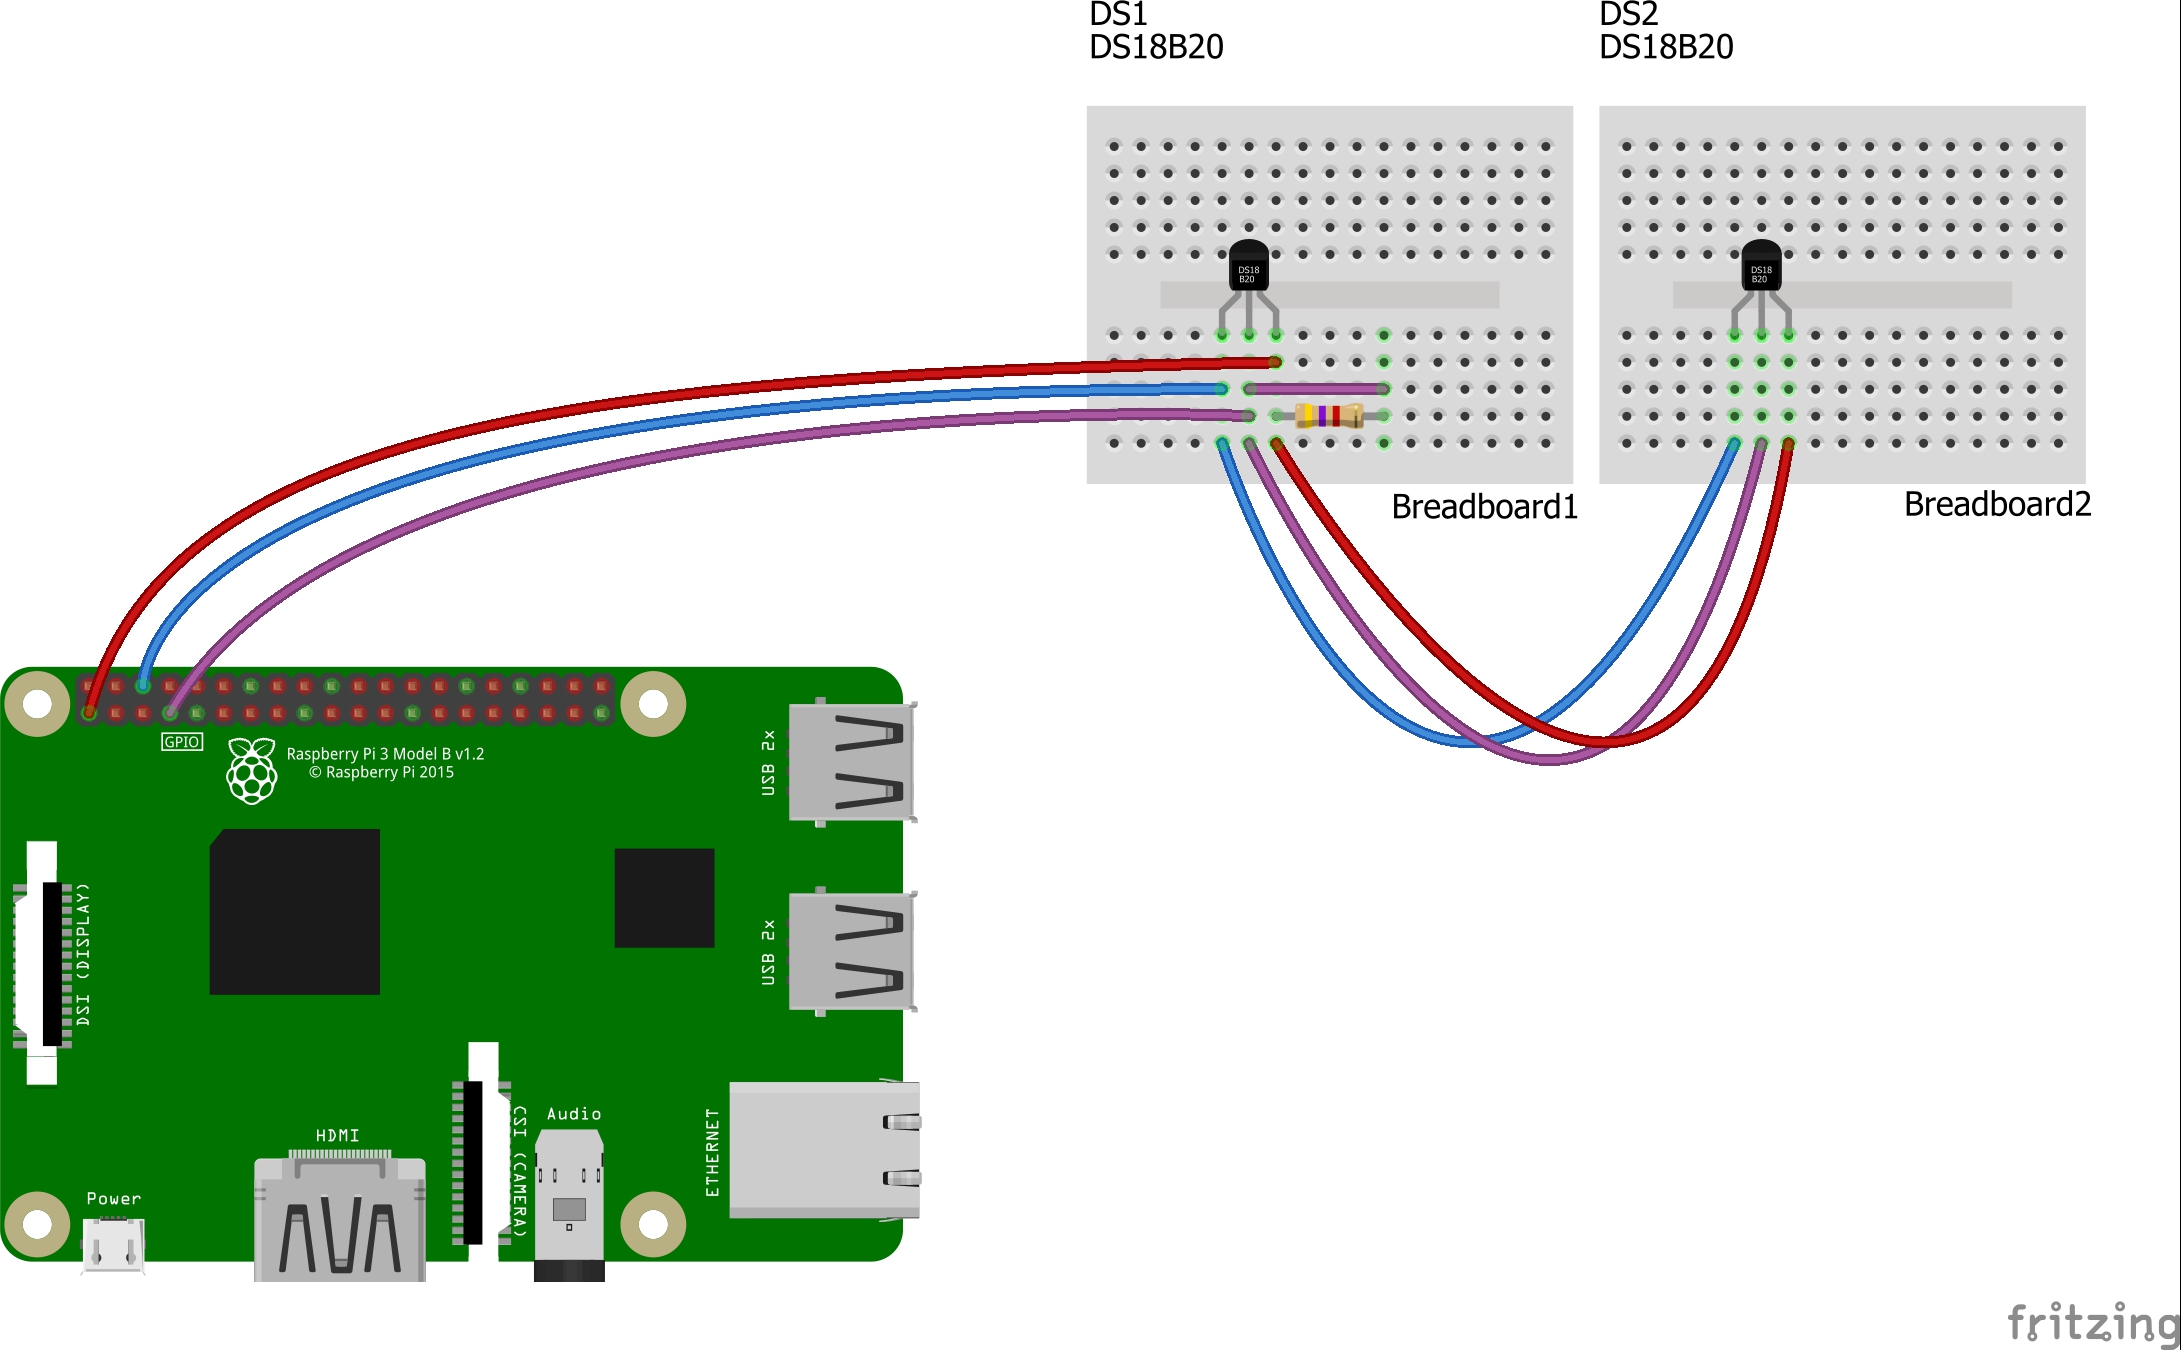 DS1
DS18B20
DS2
DS18B20
DS18
B20
DS18
B20
Breadboard1
Breadboard2
GPIO
Raspberry Pi 3 Model B v1.2
© Raspberry Pi 2015
USB 2x
USB 2x
DSI (DISPLAY)
CSI (CAMERA)
HDMI
Audio
ETHERNET
Power
fritzing